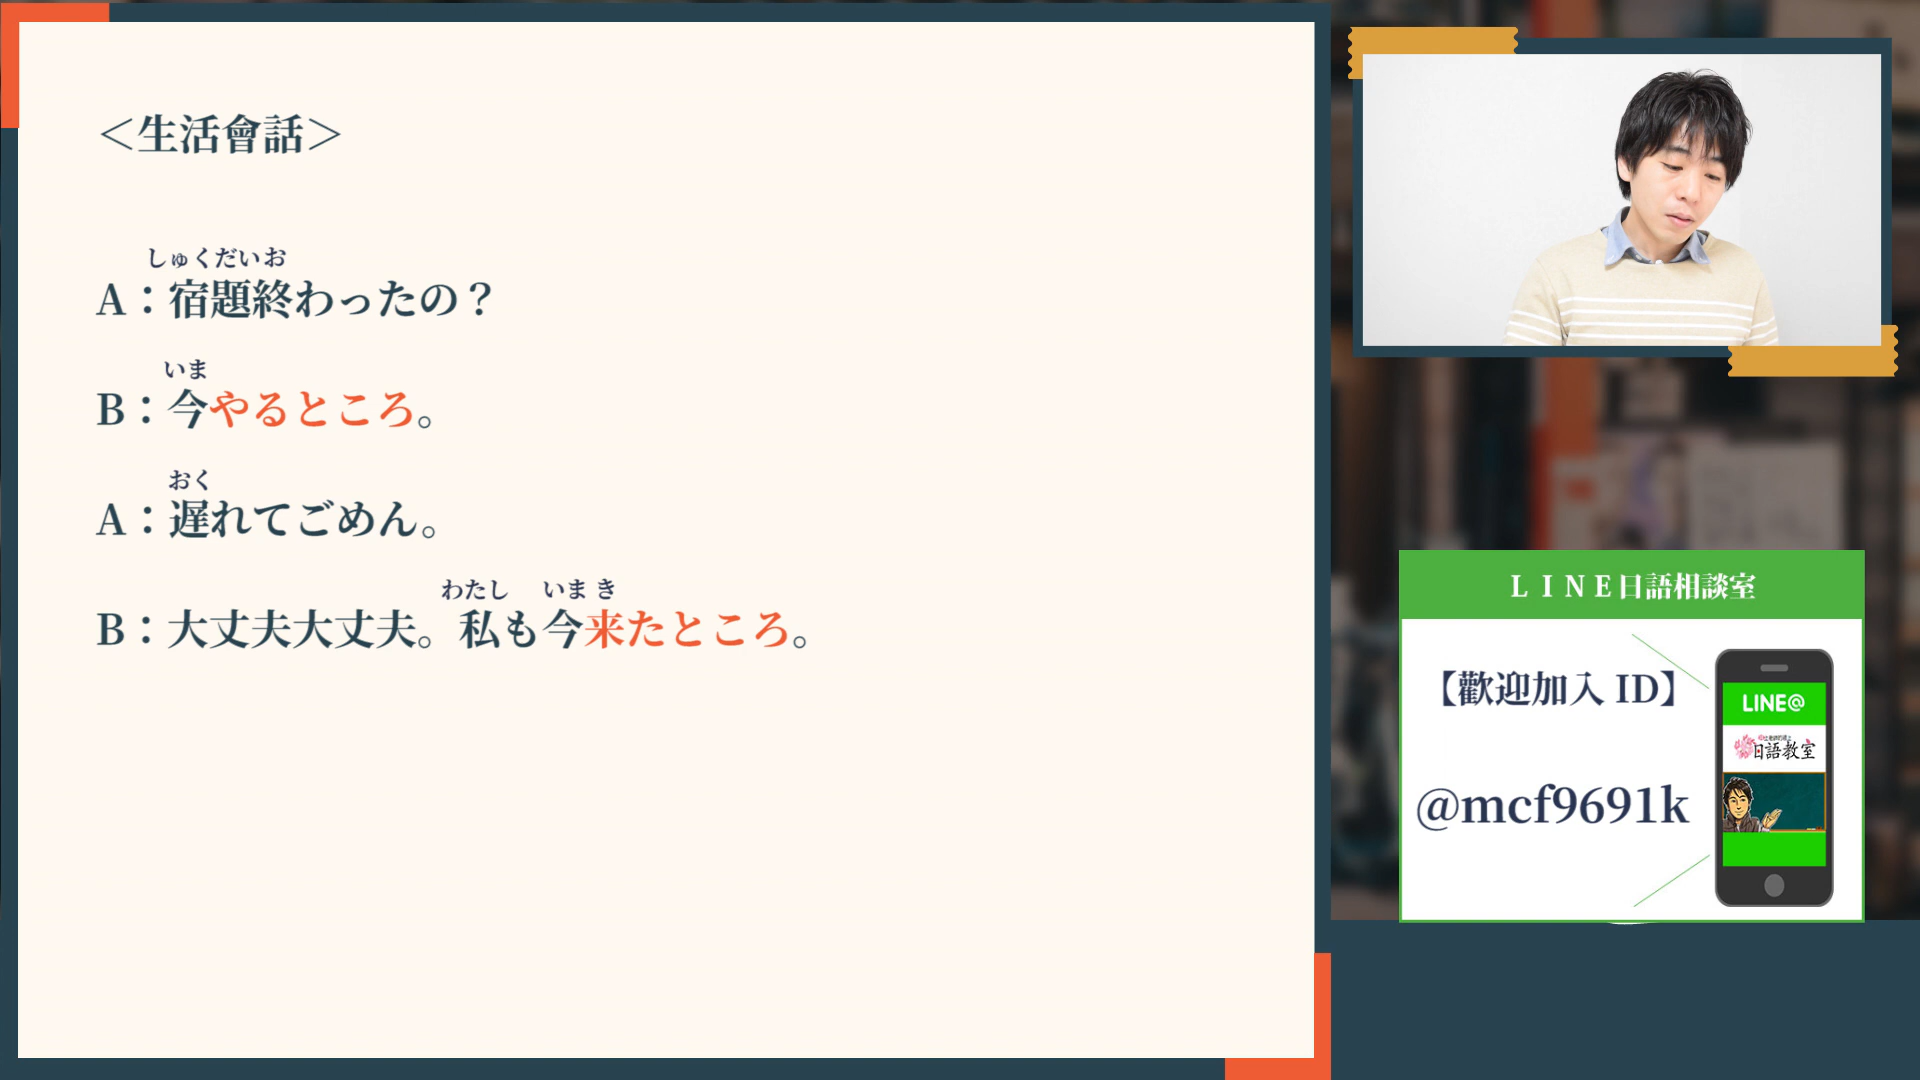 ＜生活會話＞
しゅくだいお
A：宿題終わったの？
いま
B：今やるところ。
おく
A：遅れてごめん。
わたし いま き
B：大丈夫大丈夫。私も今来たところ。
ＬＩＮＥ日語相談室
【歡迎加入 ID】
@mcf9691k
LINE@
日語教室